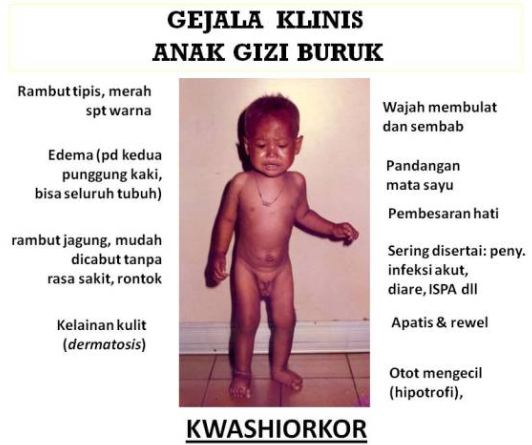 GEJALA KLINIS
ANAK GIZI BURUK
Rambut tipis, merah
spt warna
Edema (pd kedua
punggung kaki,
bisa seluruh tubuh)
rambut jagung, mudah
dicabut tanpa
rasa sakit, rontok
Kelainan kulit
(dermatosis)
Wajah membulat
dan sembab
Pandangan
mata sayu
Pembesaran hati
Sering disertai: peny.
infeksi akut,
diare, ISPA dll
Apatis & rewel
Otot mengecil
(hipotrofi),
KWASHIORKOR